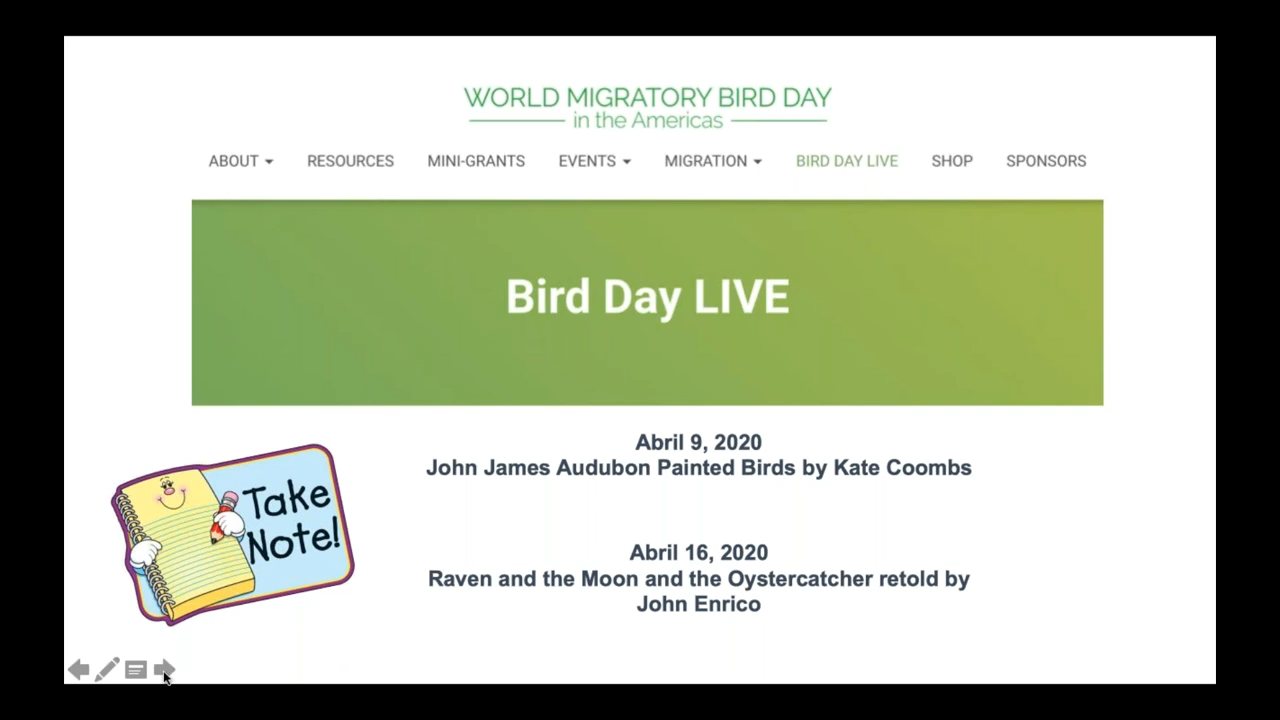 WORLD MIGRATORY BIRD DAY
in the Americas
ABOUT RESOURCES MINI-GRANTS EVENTS MIGRATION BIRD DAY LIVE SHOP SPONSORS
Bird Day LIVE
Take
Note!
Abril 9, 2020
John James Audubon Painted Birds by Kate Coombs
Abril 16, 2020
Raven and the Moon and the Oystercatcher retold by
John Enrico